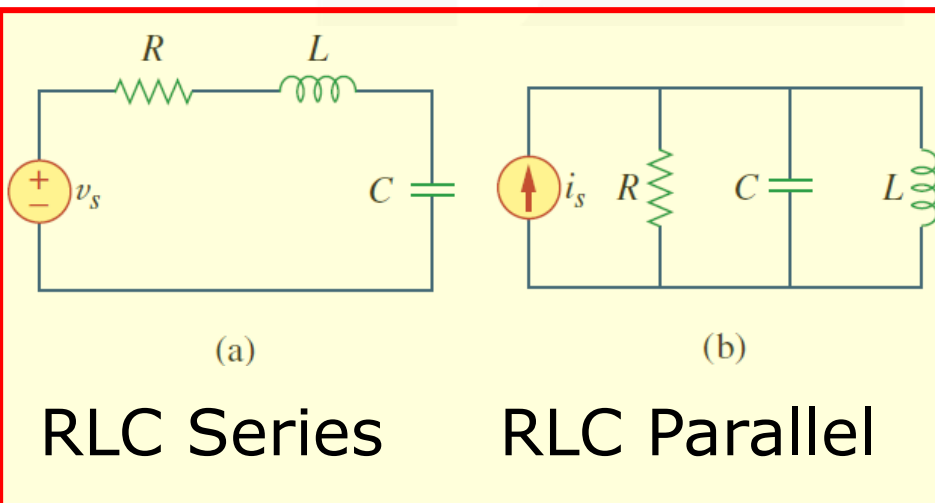 R L
+
−
v_s
C
i_s R C L
(a) (b)
RLC Series RLC Parallel